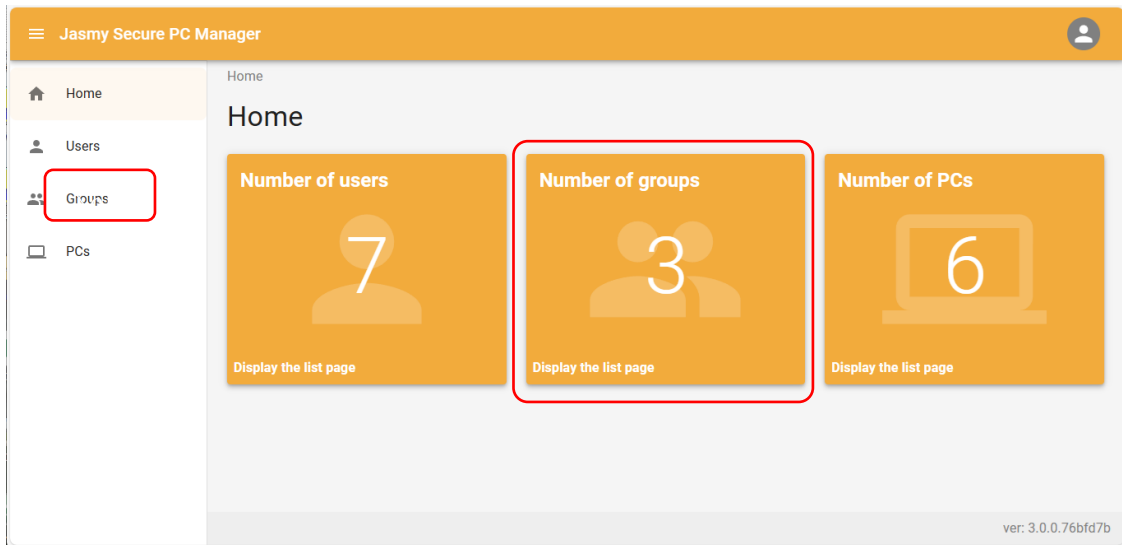 Jasmy Secure PC Manager
Home
Users
Groups
PCs
Home
Home
Number of users
7
Display the list page
Number of groups
3
Display the list page
Number of PCs
6
Display the list page
ver: 3.0.0.76bfd7b